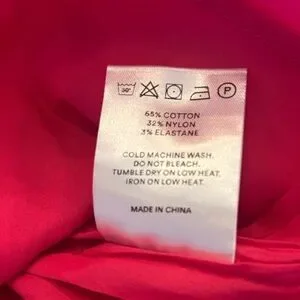 30°
P
65% COTTON
32% NYLON
3% ELASTANE
COLD MACHINE WASH.
DO NOT BLEACH.
TUMBLE DRY ON LOW HEAT.
IRON ON LOW HEAT.
MADE IN CHINA